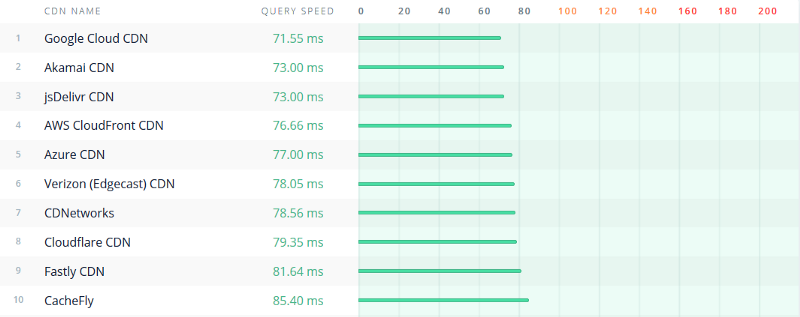 CDN NAME QUERY SPEED 0 20 40 60 80 100 120 140 160 180 200
1 Google Cloud CDN 71.55 ms
2 Akamai CDN 73.00 ms
3 jsDelivr CDN 73.00 ms
4 AWS CloudFront CDN 76.66 ms
5 Azure CDN 77.00 ms
6 Verizon (Edgecast) CDN 78.05 ms
7 CDNetworks 78.56 ms
8 Cloudflare CDN 79.35 ms
9 Fastly CDN 81.64 ms
10 CacheFly 85.40 ms